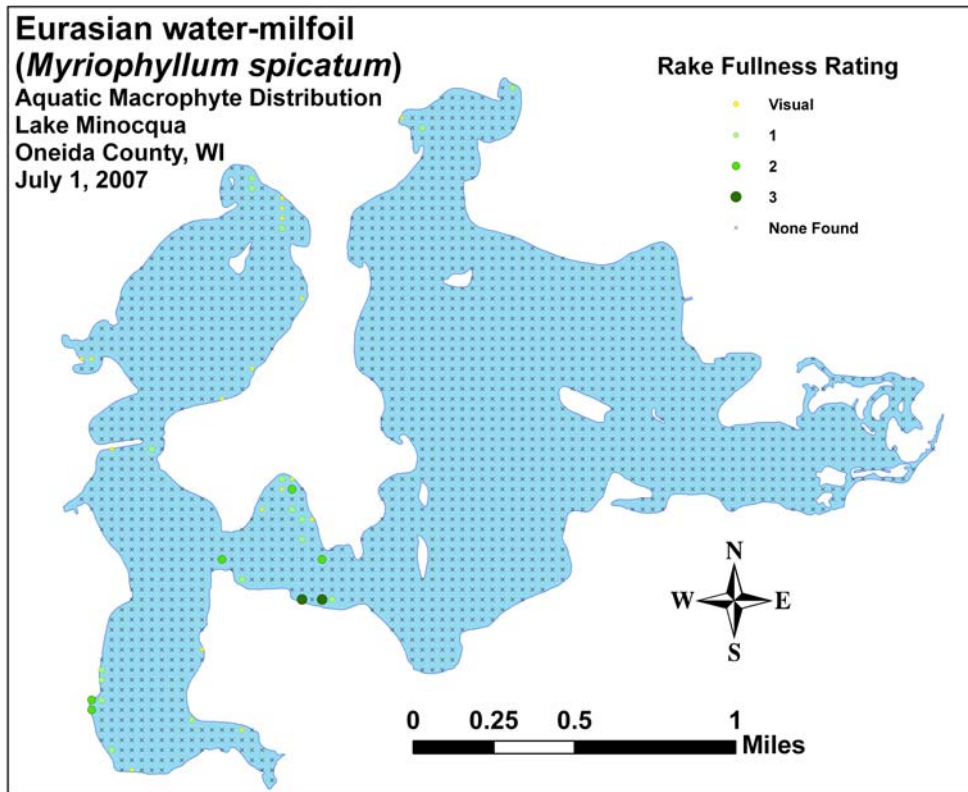 Eurasian water-milfoil
(Myriophyllum spicatum)
Aquatic Macrophyte Distribution
Lake Minocqua
Oneida County, WI
July 1, 2007
Rake Fullness Rating
Visual
1
2
3
None Found
N
W E
S
0 0.25 0.5 1
Miles